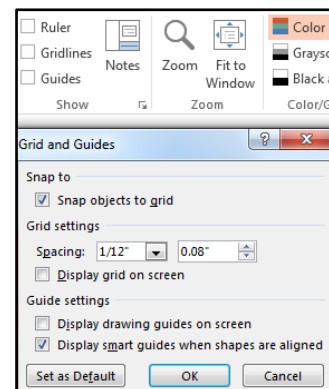 Ruler
Gridlines
Guides
Notes
Zoom
Fit to
Window
Color
Black
Show
Zoom
Grid and Guides
Snap to
Snap objects to grid
Grid settings
Spacing: 1/12" 0.08"
Display grid on screen
Guide settings
Display drawing guides on screen
Display smart guides when shapes are aligned
Set as Default OK Cancel